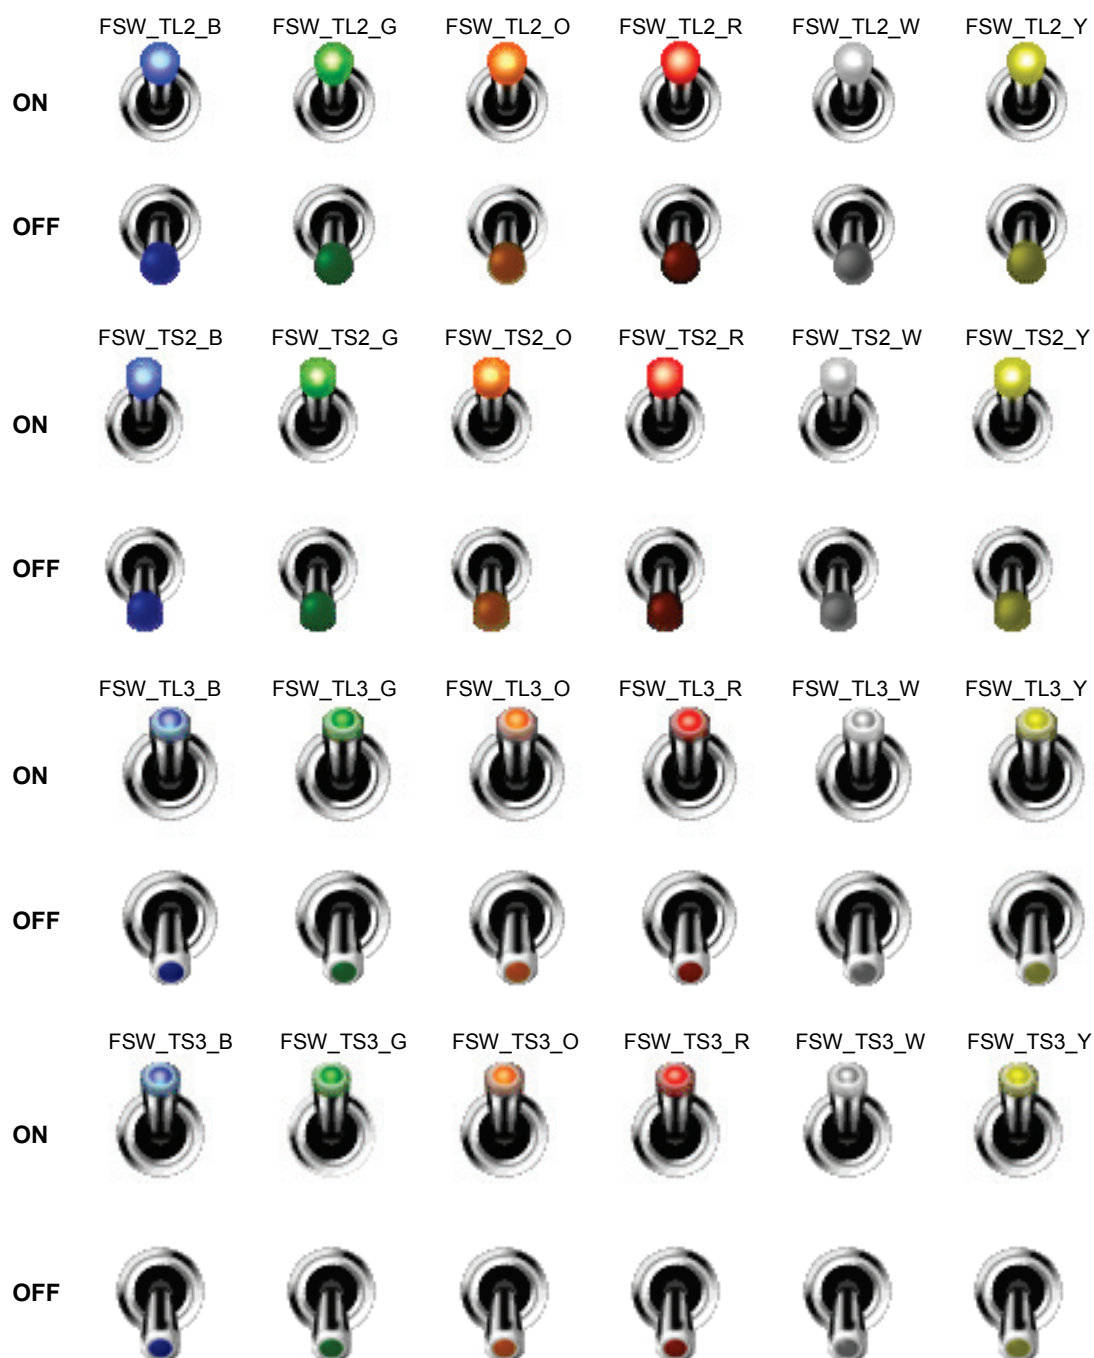 FSW_TL2_B FSW_TL2_G FSW_TL2_O FSW_TL2_R FSW_TL2_W FSW_TL2_Y
ON
OFF
FSW_TS2_B FSW_TS2_G FSW_TS2_O FSW_TS2_R FSW_TS2_W FSW_TS2_Y
ON
OFF
FSW_TL3_B FSW_TL3_G FSW_TL3_O FSW_TL3_R FSW_TL3_W FSW_TL3_Y
ON
OFF
FSW_TS3_B FSW_TS3_G FSW_TS3_O FSW_TS3_R FSW_TS3_W FSW_TS3_Y
ON
OFF